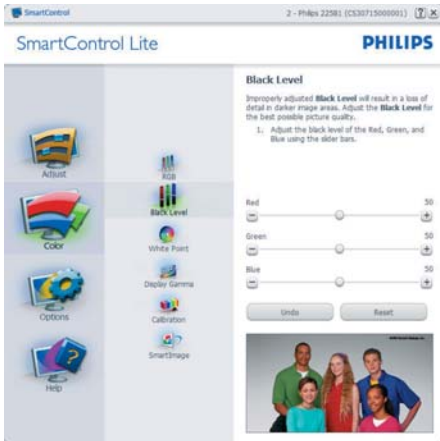 SmartControl
2 - Philips 225B1 (CS30715000001)
SmartControl Lite
PHILIPS
Adjust
Color
Options
Help
RGB
Black Level
White Point
Display Gamma
Calibration
SmartImage
Black Level
Improperly adjusted Black Level will result in a loss of
detail in darker image areas. Adjust the Black Level for
the best possible picture quality.
1. Adjust the black level of the Red, Green, and
Blue using the slider bars.
Red 50
Green 50
Blue 50
Undo Reset